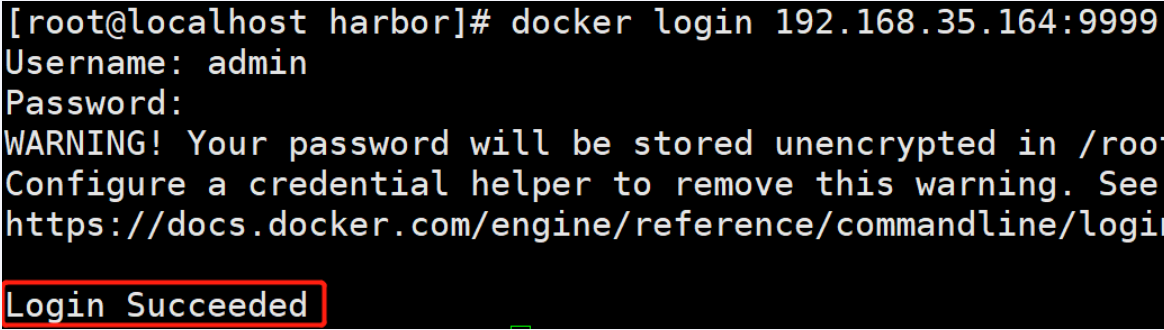 [root@localhost harbor]# docker login 192.168.35.164:9999
Username: admin
Password:
WARNING! Your password will be stored unencrypted in /root
Configure a credential helper to remove this warning. See
https://docs.docker.com/engine/reference/commandline/login
Login Succeeded